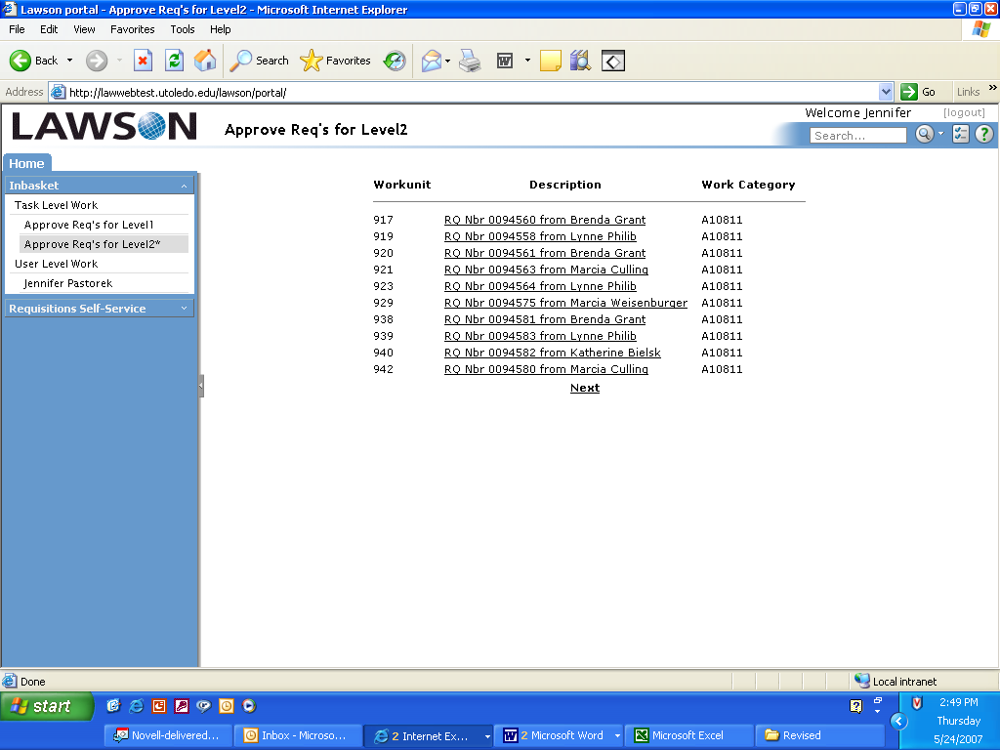 Lawson portal - Approve Req's for Level2 - Microsoft Internet Explorer
File Edit View Favorites Tools Help
Back Search Favorites
Address http://lawwebtest.utoledo.edu/lawson/portal/ Go Links »
LAWSON Approve Req's for Level2 Welcome Jennifer [logout]
Search...
Home
Inbasket
Task Level Work
Approve Req's for Level1
Approve Req's for Level2*
User Level Work
Jennifer Pastorek
Requisitions Self-Service
Workunit Description Work Category
917 RQ Nbr 0094560 from Brenda Grant A10811
919 RQ Nbr 0094558 from Lynne Philib A10811
920 RQ Nbr 0094561 from Brenda Grant A10811
921 RQ Nbr 0094563 from Marcia Culling A10811
923 RQ Nbr 0094564 from Lynne Philib A10811
929 RQ Nbr 0094575 from Marcia Weisenburger A10811
938 RQ Nbr 0094581 from Brenda Grant A10811
939 RQ Nbr 0094583 from Lynne Philib A10811
940 RQ Nbr 0094582 from Katherine Bielsk A10811
942 RQ Nbr 0094580 from Marcia Culling A10811
Next
Done Local intranet
start 2:49 PM
Thursday
Novell-delivered... Inbox - Microso... 2 Internet Ex... 2 Microsoft Word Microsoft Excel Revised
5/24/2007